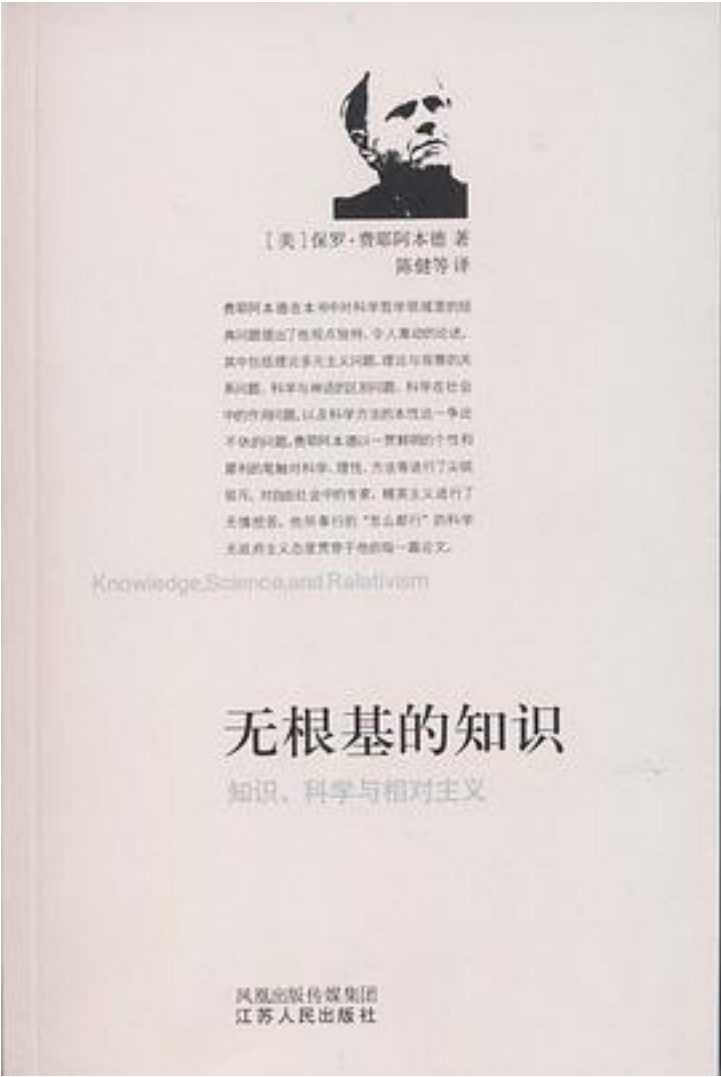 [美]保罗·费耶阿本德 著
陈健等 译
费耶阿本德在本书中对科学哲学领域里的经
典问题提出了他观点独特、令人激动的论述。
其中包括理论多元主义问题、理论与观察的关
系问题、科学与神话的区别问题、科学在社会
中的作用问题，以及科学方法的本性这一争论
不休的问题。费耶阿本德以一贯鲜明的个性和
犀利的笔触对科学、理性、方法等进行了尖锐
驳斥，对自由社会中的专家、精英主义进行了
无情挖苦。他所奉行的“怎么都行”的科学
无政府主义态度贯穿于他的每一篇论文。
Knowledge,Science,and Relativism
无根基的知识
知识、科学与相对主义
凤凰出版传媒集团
江苏人民出版社